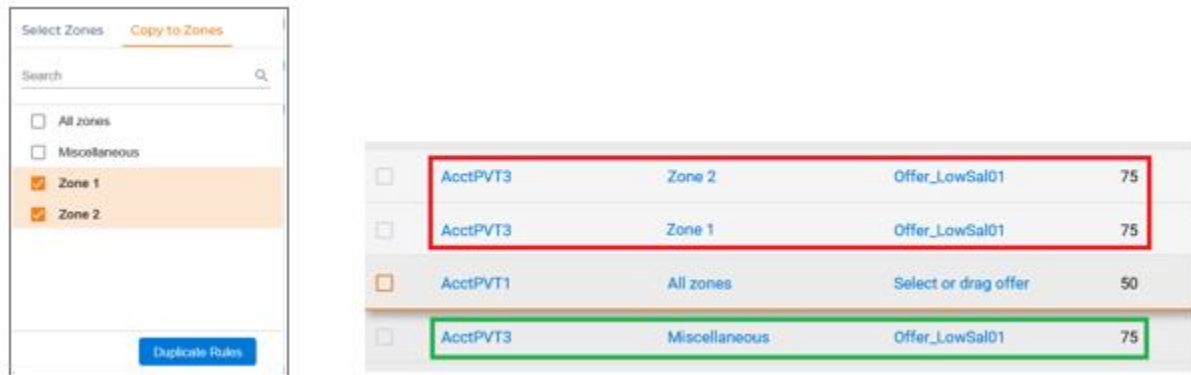 Select Zones Copy to Zones
Search
All zones
Miscellaneous
Zone 1
Zone 2
Duplicate Rules
AcctPVT3 Zone 2 Offer_LowSal01 75
AcctPVT3 Zone 1 Offer_LowSal01 75
AcctPVT1 All zones Select or drag offer 50
AcctPVT3 Miscellaneous Offer_LowSal01 75